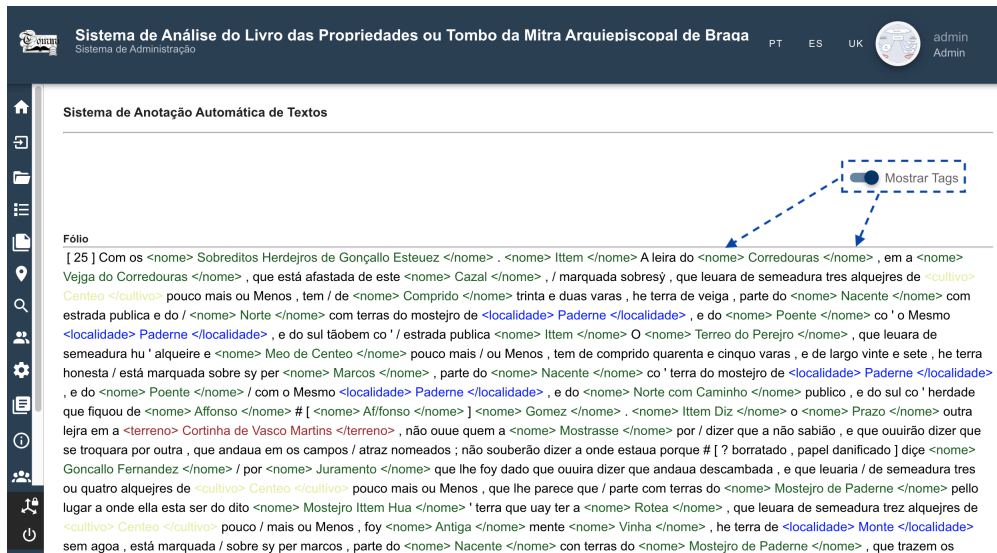 Tombo
Sistema de Análise do Livro das Propriedades ou Tombo da Mitra Arquiepiscopal de Braga
Sistema de Administração
PT ES UK
admin
Admin
Sistema de Anotação Automática de Textos
Mostrar Tags
Fólio
[ 25 ] Com os <nome> Sobreditos Herdejros de Gonçallo Esteuez </nome> . <nome> Ittem </nome> A leira do <nome> Corredouras </nome> , em a <nome>
Vejga do Corredouras </nome> , que está afastada de este <nome> Cazal </nome> , / marquada sobresý , que leuara de semeadura tres alquejres de <cultivo>
Centeo </cultivo> pouco mais ou Menos , tem / de <nome> Comprido </nome> trinta e duas varas , he terra de veiga , parte do <nome> Nacente </nome> com
estrada publica e do / <nome> Norte </nome> com terras do mostejro de <localidade> Paderne </localidade> , e do <nome> Poente </nome> co ' o Mesmo
<localidade> Paderne </localidade> , e do sul tãobem co ' / estrada publica <nome> Ittem </nome> O <nome> Terreo do Perejro </nome> , que leuara de
semeadura hu ' alqueire e <nome> Meo de Centeo </nome> pouco mais / ou Menos , tem de comprido quarenta e cinquo varas , e de largo vinte e sete , he terra
honesta / está marquada sobre sy per <nome> Marcos </nome> , parte do <nome> Nacente </nome> co ' terra do mostejro de <localidade> Paderne </localidade>
, e do <nome> Poente </nome> / com o Mesmo <localidade> Paderne </localidade> , e do <nome> Norte com Caminho </nome> publico , e do sul co ' herdade
que fiquou de <nome> Affonso </nome> # [ <nome> Af/fonso </nome> ] <nome> Gomez </nome> . <nome> Ittem Diz </nome> o <nome> Prazo </nome> outra
lejra em a <terreno> Cortinha de Vasco Martins </terreno> , não ouue quem a <nome> Mostrasse </nome> por / dizer que a não sabião , e que ouuirão dizer que
se troquara por outra , que andaua em os campos / atraz nomeados ; não souberão dizer a onde estaua porque # [ ? borratado , papel danificado ] diçe <nome>
Goncallo Fernandez </nome> / por <nome> Juramento </nome> que lhe foy dado que ouuira dizer que andaua descambada , e que leuaria / de semeadura tres
ou quatro alquejres de <cultivo> Centeo </cultivo> pouco mais ou Menos , que lhe parece que / parte com terras do <nome> Mostejro de Paderne </nome> pello
lugar a onde ella esta ser do dito <nome> Mostejo Ittem Hua </nome> ' terra que uay ter a <nome> Rotea </nome> , que leuara de semeadura trez alquejres de
<cultivo> Centeo </cultivo> pouco / mais ou Menos , foy <nome> Antiga </nome> mente <nome> Vinha </nome> , he terra de <localidade> Monte </localidade>
sem agoa , está marquada / sobre sy per marcos , parte do <nome> Nacente </nome> con terras do <nome> Mostejro de Paderne </nome> , que trazem os